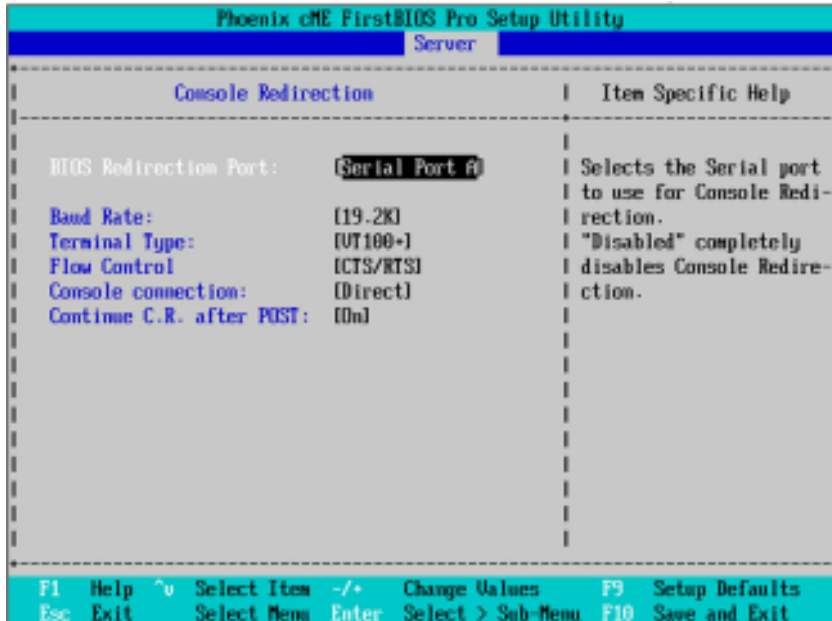 Phoenix cME FirstBIOS Pro Setup Utility
Server
Console Redirection
Item Specific Help
BIOS Redirection Port: [Serial Port A]
Baud Rate: [19.2K]
Terminal Type: [VT100+]
Flow Control [CTS/RTS]
Console connection: [Direct]
Continue C.R. after POST: [On]
Selects the Serial port
to use for Console Redi-
rection.
"Disabled" completely
disables Console Redire-
ction.
F1 Help ^v Select Item -/+ Change Values F9 Setup Defaults
Esc Exit Select Menu Enter Select > Sub-Menu F10 Save and Exit